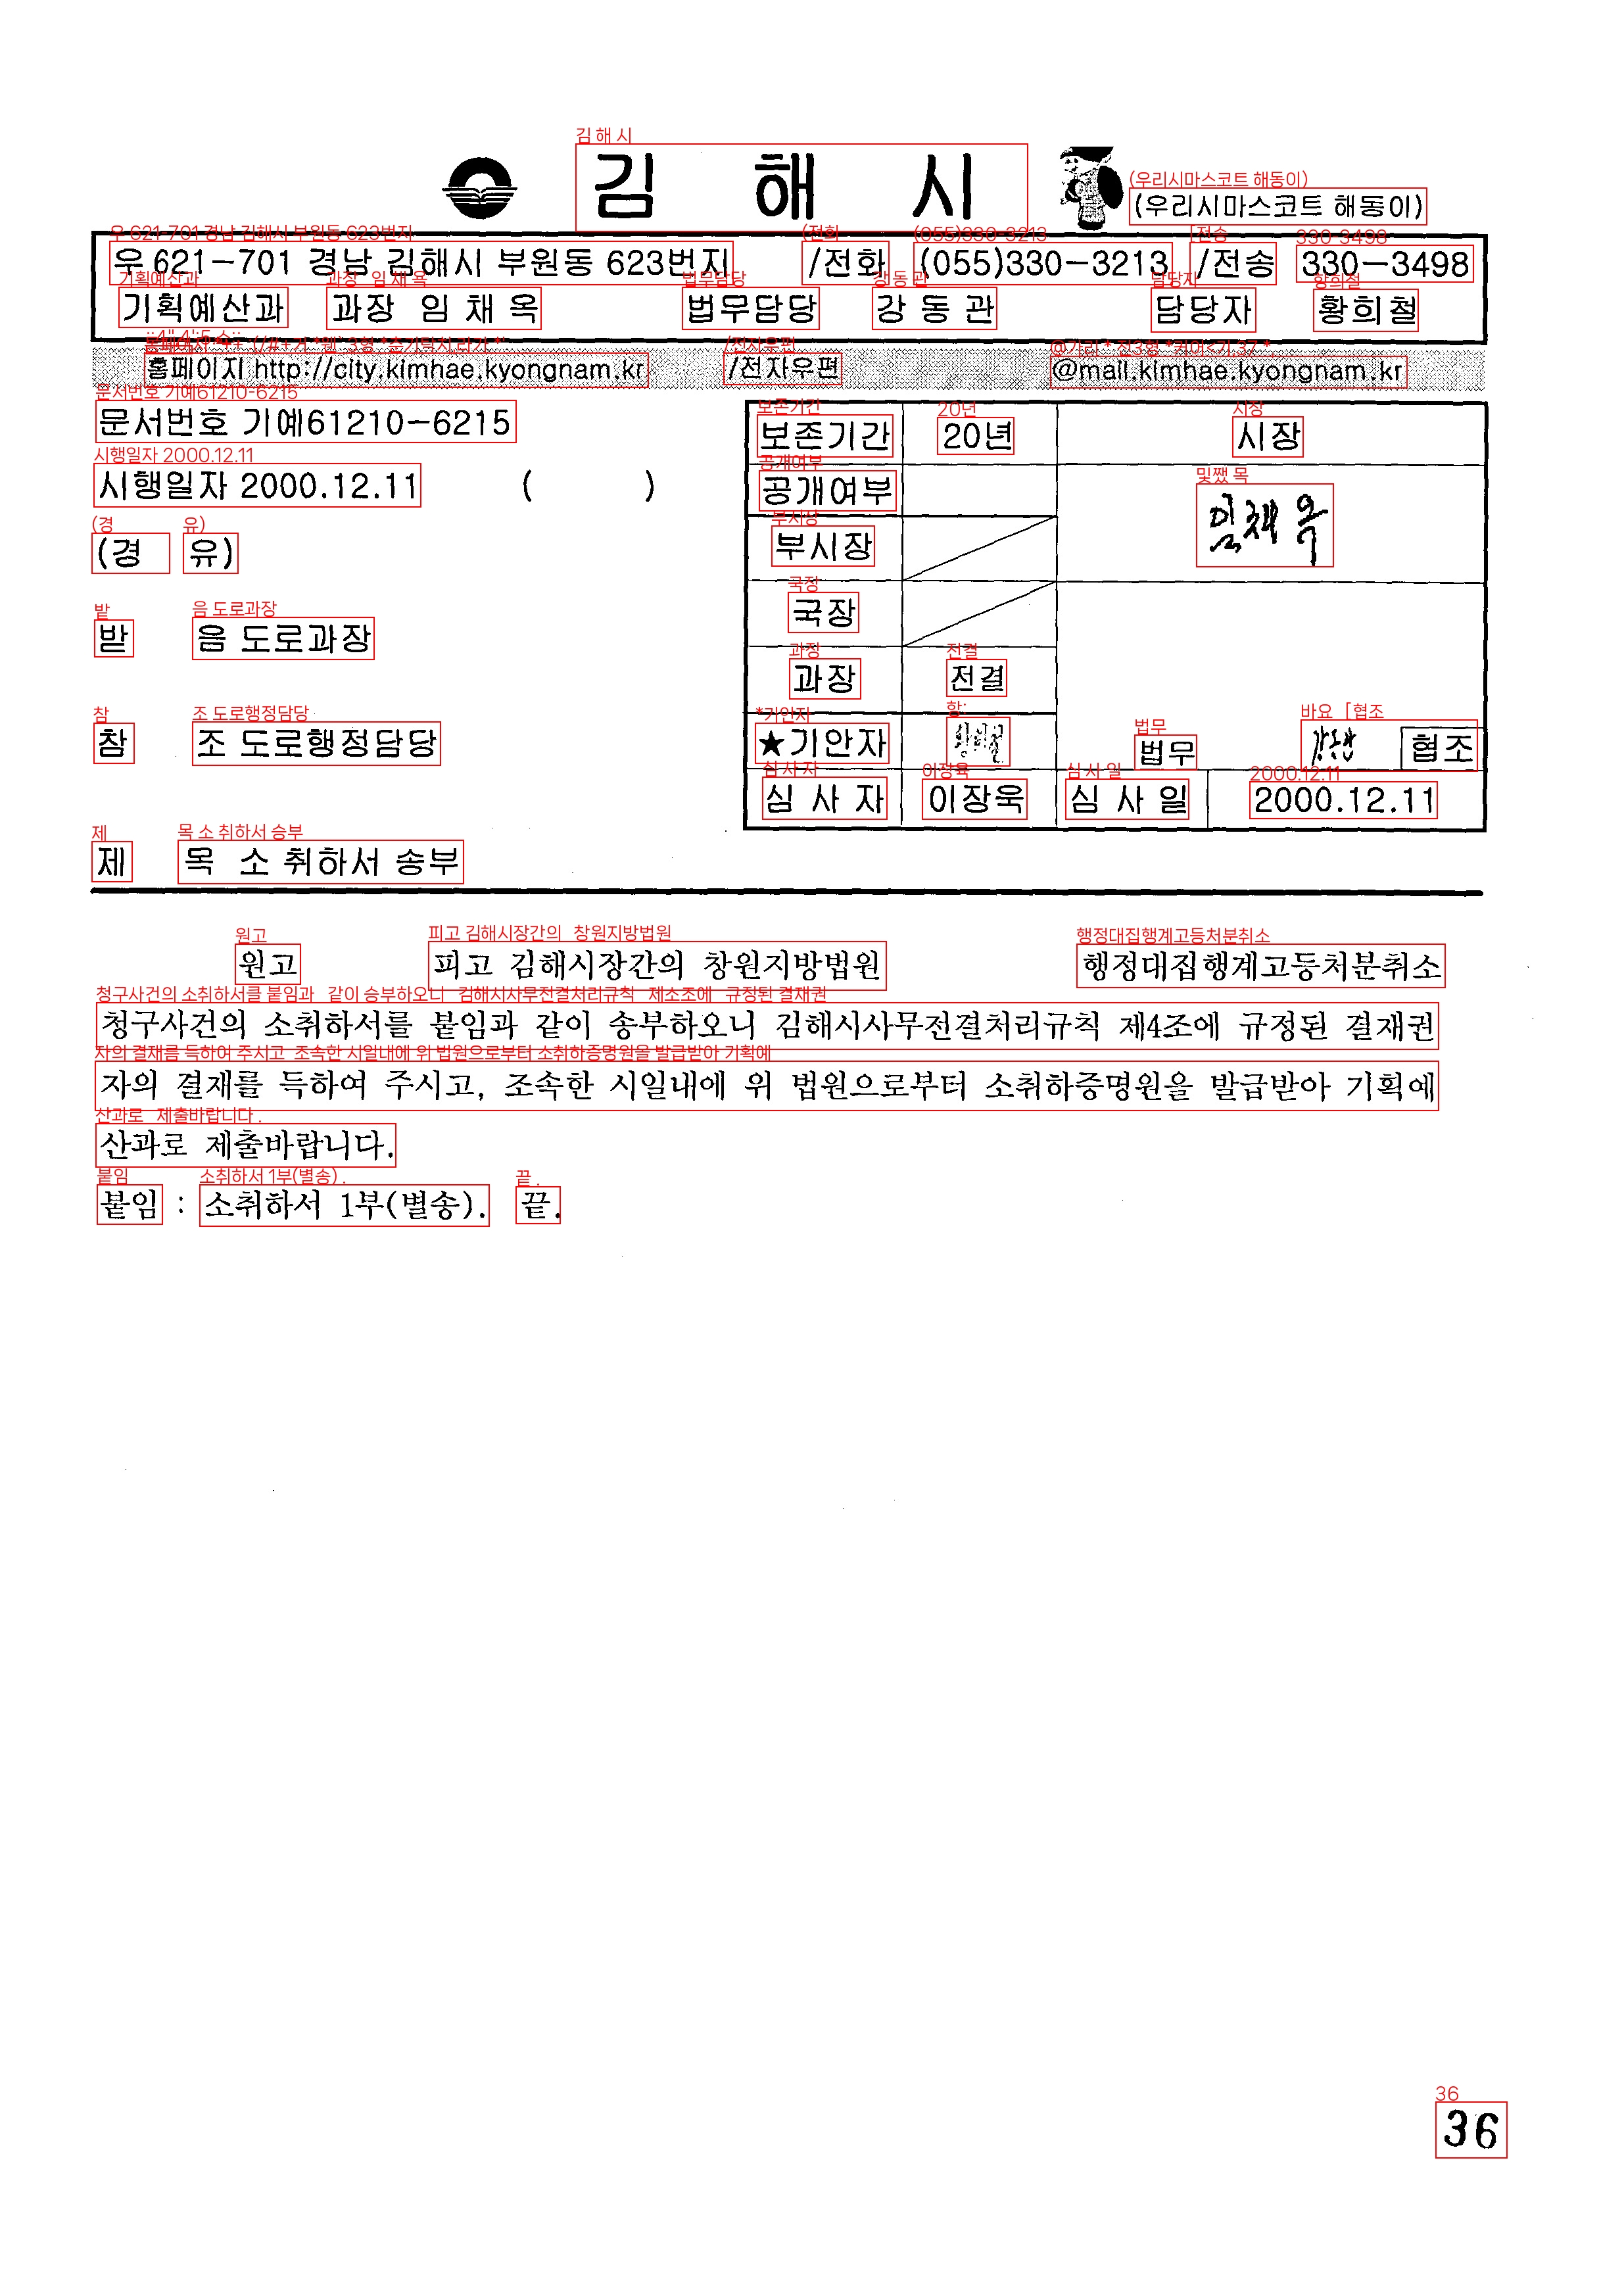 김 해 시
(우리시마스코트 해동이)
우 621-701 경남 김해시 부원동 623번지 /전화 (055)330-3213 /전송 330-3498
기획예산과 과장 임 채 옥 법무담당 강 동 관 담당자 황희철
홈페이지 http://city.kimhae.kyongnam.kr /전자우편 @mail.kimhae.kyongnam.kr
문서번호 기예61210-6215
시행일자 2000.12.11 ( )
(경 유)
받 음 도로과장
참 조 도로행정담당
제 목 소 취하서 송부
보존기간 20년 시장
공개여부 임채옥
부시장
국장
과장 전결
★기안자 법무 협조
심 사 자 이장욱 심 사 일 2000.12.11
원고 피고 김해시장간의 창원지방법원 행정대집행계고등처분취소
청구사건의 소취하서를 붙임과 같이 송부하오니 김해시사무전결처리규칙 제4조에 규정된 결재권
자의 결재를 득하여 주시고, 조속한 시일내에 위 법원으로부터 소취하증명원을 발급받아 기획예
산과로 제출바랍니다.
붙임 : 소취하서 1부(별송). 끝.
36